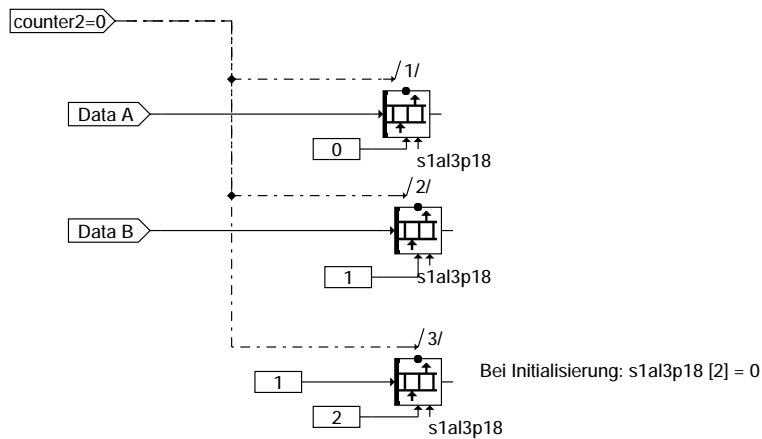 counter2=0
/1/
Data A
0
s1al3p18
/2/
Data B
1
s1al3p18
/3/
1
Bei Initialisierung: s1al3p18 [2] = 0
2
s1al3p18